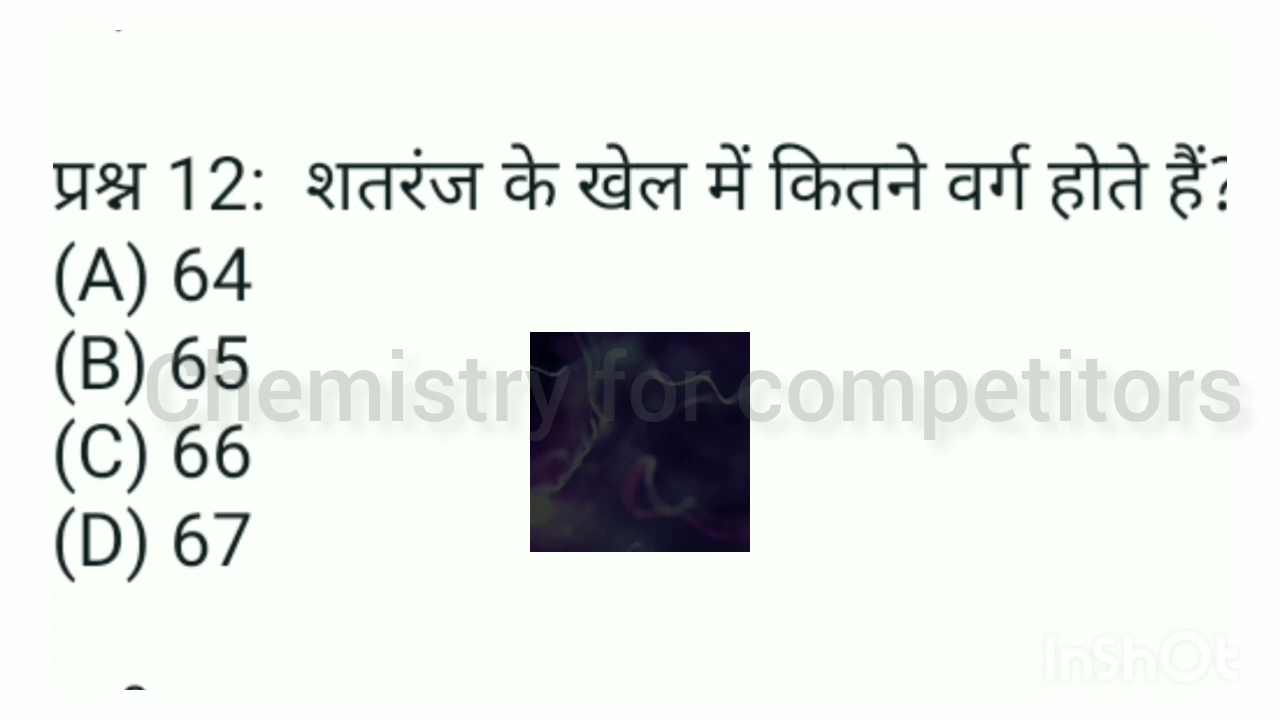 प्रश्न 12: शतरंज के खेल में कितने वर्ग होते हैं?
(A) 64
(B) 65
(C) 66
(D) 67
Chemistry for competitors
InShOt